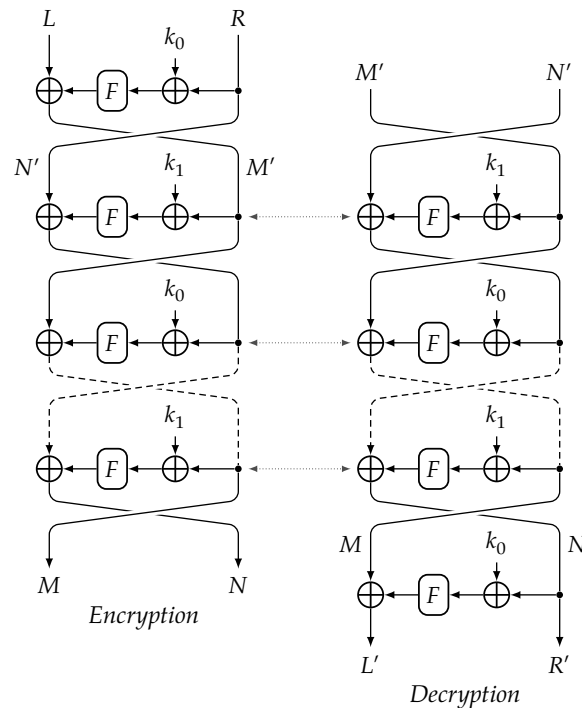 L R
k₀
F
M′ N′
N′ M′
k₁ k₁
F F
k₀ k₀
F F
k₁ k₁
F F
M N
k₀
M N
F
Encryption
L′ R′
Decryption